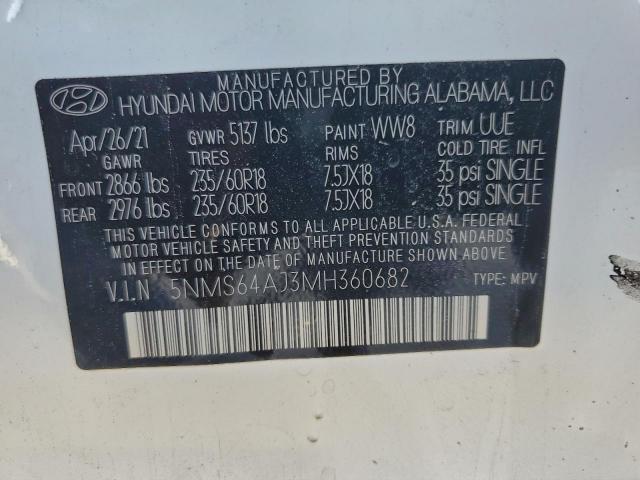 MANUFACTURED BY
HYUNDAI MOTOR MANUFACTURING ALABAMA, LLC
Apr/26/21 GVWR 5137 lbs PAINT WW8 TRIM UUE
GAWR TIRES RIMS COLD TIRE INFL
FRONT 2866 lbs 235/60R18 7.5JX18 35 psi SINGLE
REAR 2976 lbs 235/60R18 7.5JX18 35 psi SINGLE
THIS VEHICLE CONFORMS TO ALL APPLICABLE U.S.A. FEDERAL
MOTOR VEHICLE SAFETY AND THEFT PREVENTION STANDARDS IN
EFFECT ON THE DATE OF MANUFACTURE SHOWN ABOVE.
V.I.N 5NMS64AJ3MH360682 TYPE: MPV